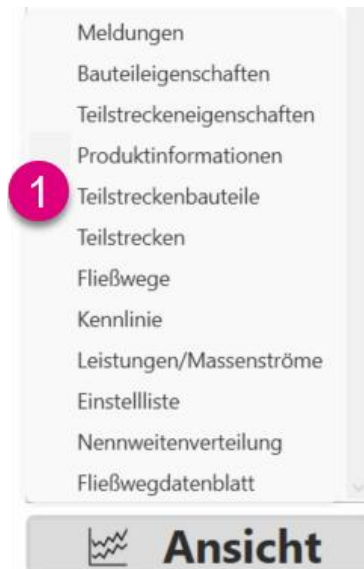 Meldungen
Bauteileigenschaften
Teilstreckeneigenschaften
Produktinformationen
1 Teilstreckenbauteile
Teilstrecken
Fließwege
Kennlinie
Leistungen/Massenströme
Einstellliste
Nennweitenverteilung
Fließwegdatenblatt
Ansicht